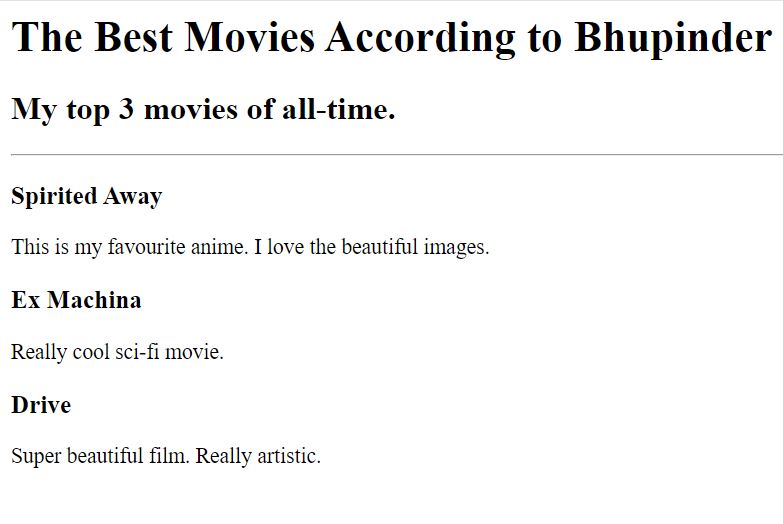 The Best Movies According to Bhupinder
My top 3 movies of all-time.
Spirited Away
This is my favourite anime. I love the beautiful images.
Ex Machina
Really cool sci-fi movie.
Drive
Super beautiful film. Really artistic.